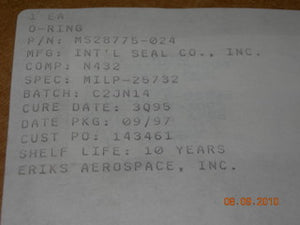 1 EA
O-RING
P/N: MS28775-024
MFG: INT'L SEAL CO., INC.
COMP: N432
SPEC: MILP-25732
BATCH: C2JN14
CURE DATE: 3Q95
DATE PKG: 09/97
CUST PO: 143461
SHELF LIFE: 10 YEARS
ERIKS AEROSPACE, INC.
08.08.2010